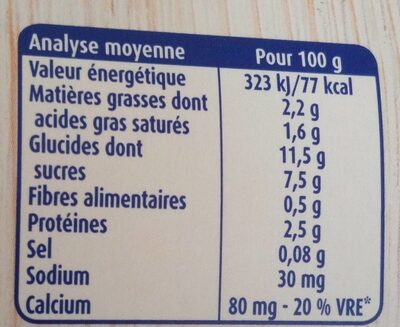 Analyse moyenne Pour 100 g
Valeur énergétique 323 kJ/77 kcal
Matières grasses dont 2,2 g
acides gras saturés 1,6 g
Glucides dont 11,5 g
sucres 7,5 g
Fibres alimentaires 0,5 g
Protéines 2,5 g
Sel 0,08 g
Sodium 30 mg
Calcium 80 mg - 20 % VRE*